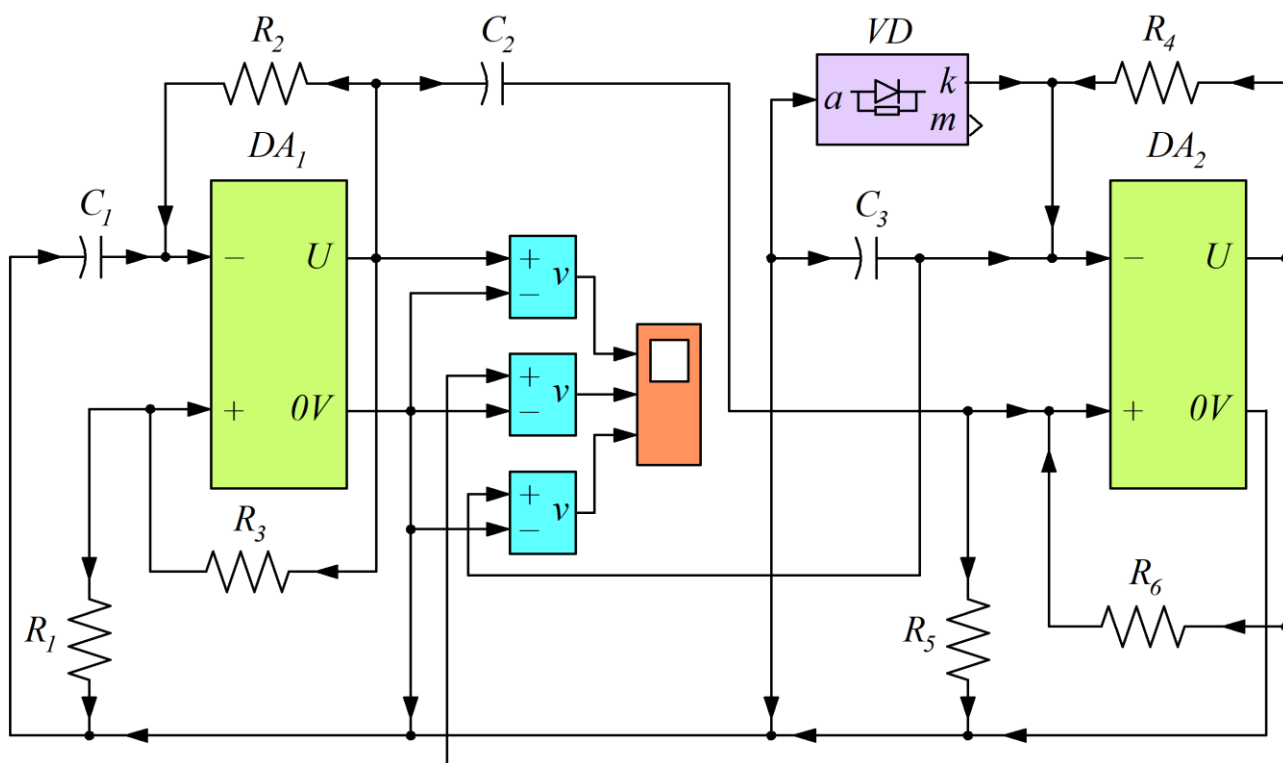 R2
C2
VD
R4
a
k
m
DA1
DA2
C1
C3
−
U
+
−
v
−
U
+
−
v
+
0V
+
0V
+
−
v
R3
R6
R1
R5